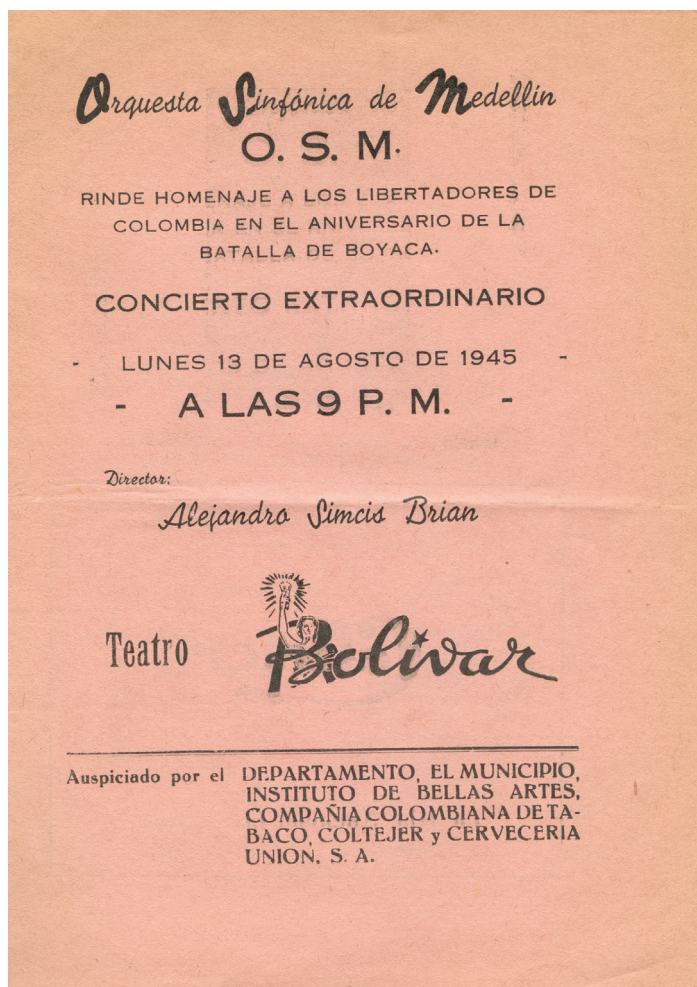 Orquesta Sinfónica de Medellín
O. S. M.
RINDE HOMENAJE A LOS LIBERTADORES DE
COLOMBIA EN EL ANIVERSARIO DE LA
BATALLA DE BOYACA.
CONCIERTO EXTRAORDINARIO
- LUNES 13 DE AGOSTO DE 1945 -
- A LAS 9 P. M. -
Director:
Alejandro Simcis Brian
Teatro Bolívar
Auspiciado por el DEPARTAMENTO, EL MUNICIPIO,
INSTITUTO DE BELLAS ARTES,
COMPAÑIA COLOMBIANA DE TA-
BACO, COLTEJER y CERVECERIA
UNION, S. A.